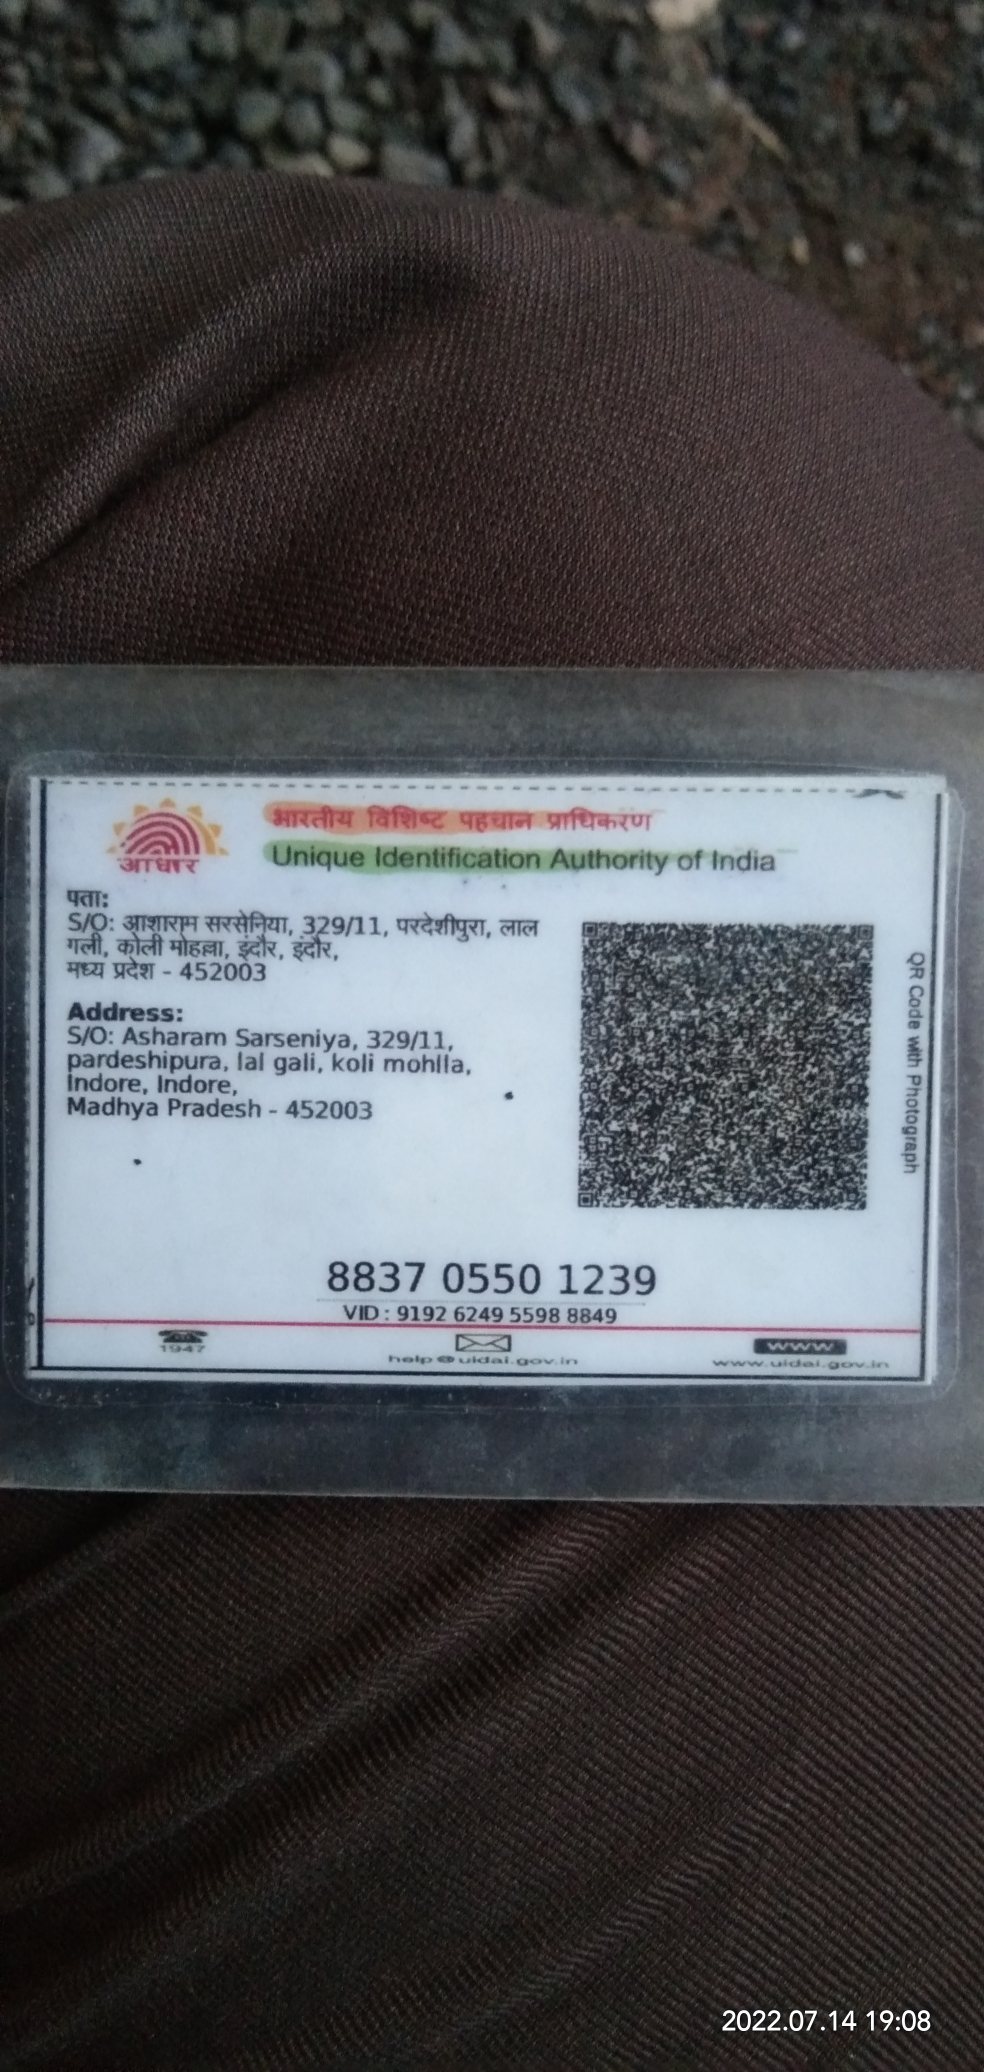 आधार
भारतीय विशिष्ट पहचान प्राधिकरण
Unique Identification Authority of India
पता:
S/O: आशाराम सरसेनिया, 329/11, परदेशीपुरा, लाल
गली, कोली मोहल्ला, इंदौर, इंदौर,
मध्य प्रदेश - 452003
Address:
S/O: Asharam Sarseniya, 329/11,
pardeshipura, lal gali, koli mohlla,
Indore, Indore,
Madhya Pradesh - 452003
QR Code with Photograph
8837 0550 1239
VID : 9192 6249 5598 8849
1947
help@uidai.gov.in
www
www.uidai.gov.in
2022.07.14 19:08